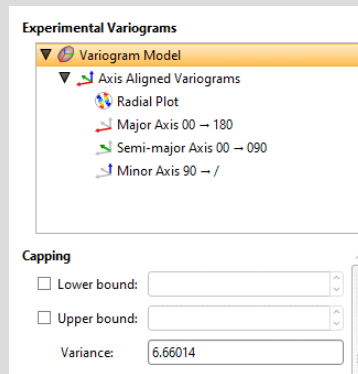 Experimental Variograms
Variogram Model
Axis Aligned Variograms
Radial Plot
Major Axis 00 → 180
Semi-major Axis 00 → 090
Minor Axis 90 → /
Capping
Lower bound:
Upper bound:
Variance: 6.66014